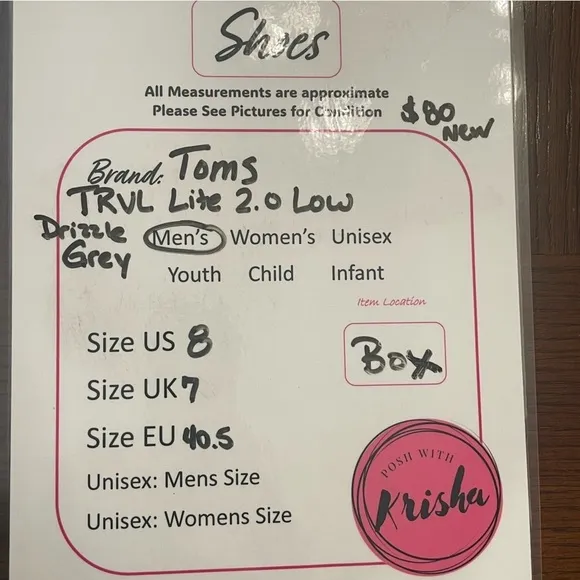 Shoes
All Measurements are approximate
Please See Pictures for Condition
$80
New
Brand: Toms
TRVL Lite 2.0 Low
Drizzle
Grey
Men's Women's Unisex
Youth Child Infant
Item Location
Box
Size US 8
Size UK 7
Size EU 40.5
Unisex: Mens Size
Unisex: Womens Size
POSH WITH
Krisha